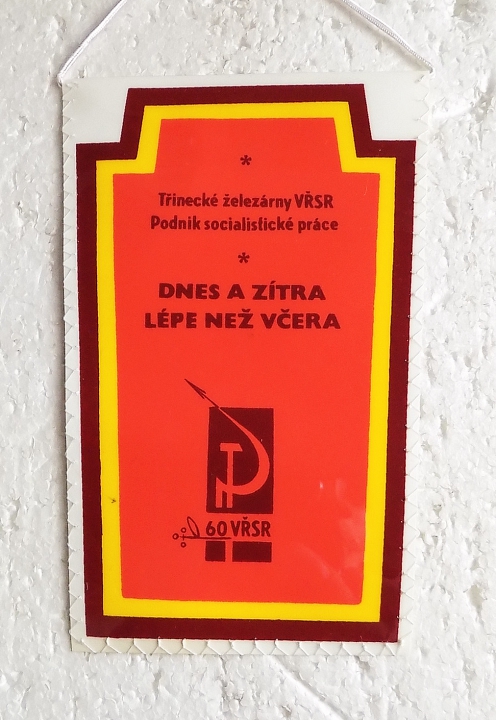 *
Třinecké železárny VŘSR
Podnik socialistické práce
*
DNES A ZÍTRA
LÉPE NEŽ VČERA
60 VŘSR